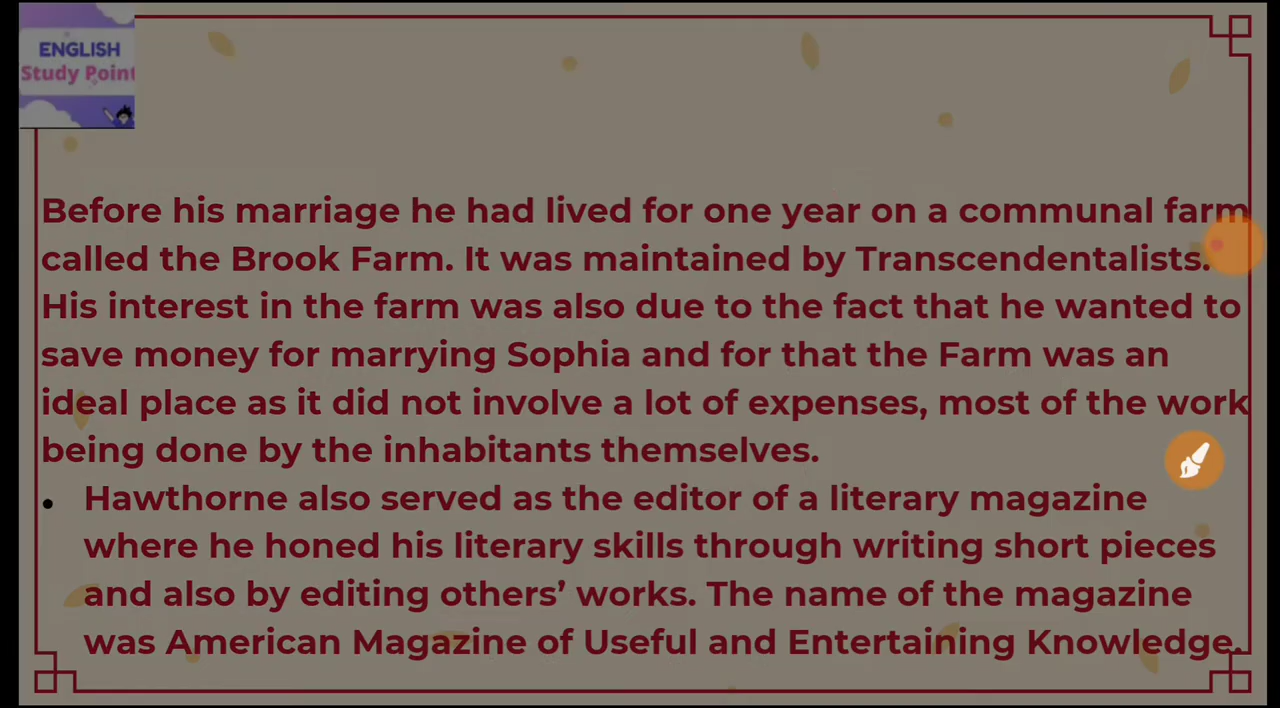 ENGLISH
Study Point
Before his marriage he had lived for one year on a communal farm
called the Brook Farm. It was maintained by Transcendentalists.
His interest in the farm was also due to the fact that he wanted to
save money for marrying Sophia and for that the Farm was an
ideal place as it did not involve a lot of expenses, most of the work
being done by the inhabitants themselves.
• Hawthorne also served as the editor of a literary magazine
where he honed his literary skills through writing short pieces
and also by editing others’ works. The name of the magazine
was American Magazine of Useful and Entertaining Knowledge.